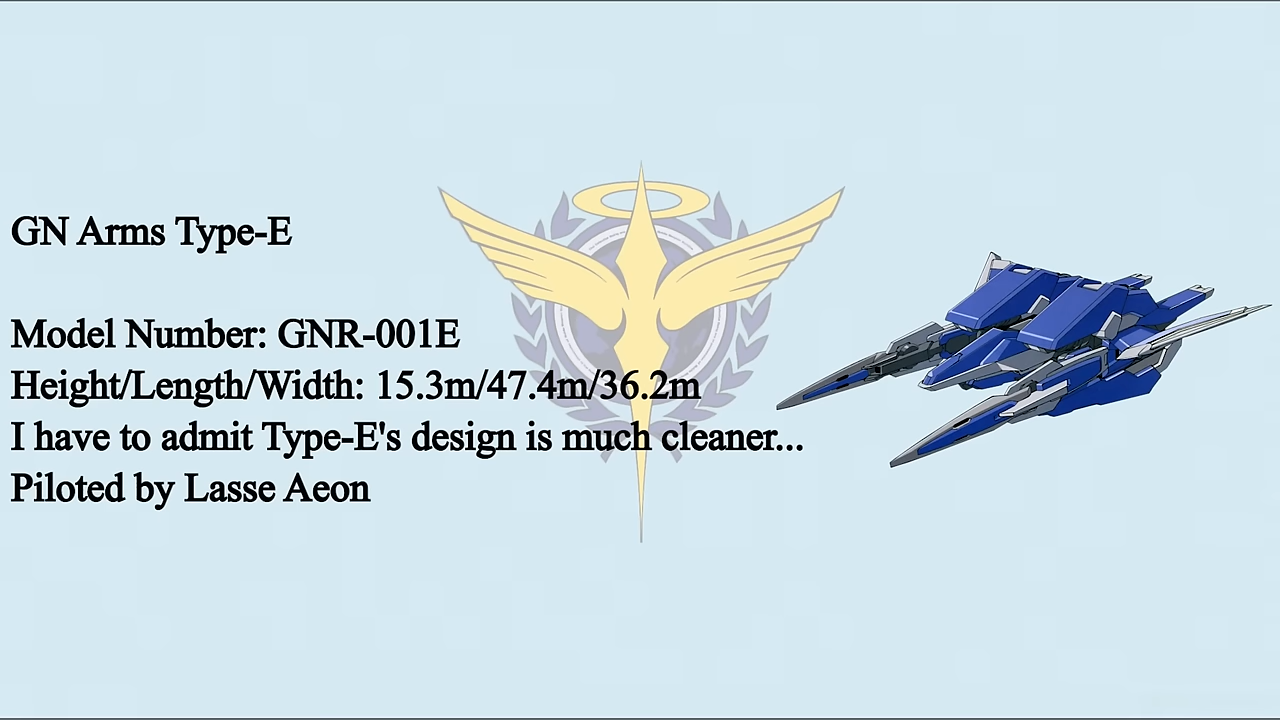 GN Arms Type-E
Model Number: GNR-001E
Height/Length/Width: 15.3m/47.4m/36.2m
I have to admit Type-E's design is much cleaner...
Piloted by Lasse Aeon